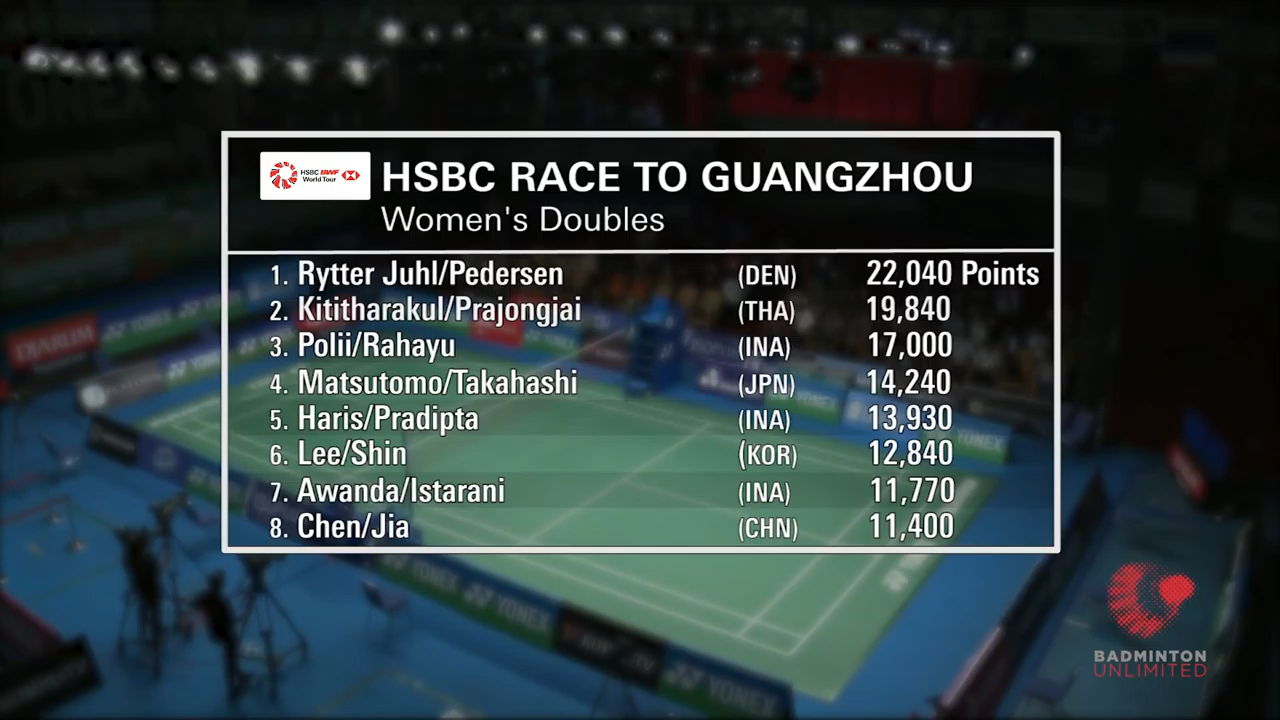 HSBC BWF
World Tour
HSBC RACE TO GUANGZHOU
Women's Doubles
1. Rytter Juhl/Pedersen (DEN) 22,040 Points
2. Kititharakul/Prajongjai (THA) 19,840
3. Polii/Rahayu (INA) 17,000
4. Matsutomo/Takahashi (JPN) 14,240
5. Haris/Pradipta (INA) 13,930
6. Lee/Shin (KOR) 12,840
7. Awanda/Istarani (INA) 11,770
8. Chen/Jia (CHN) 11,400
YONEX
YONEX
YONEX
BADMINTON
UNLIMITED